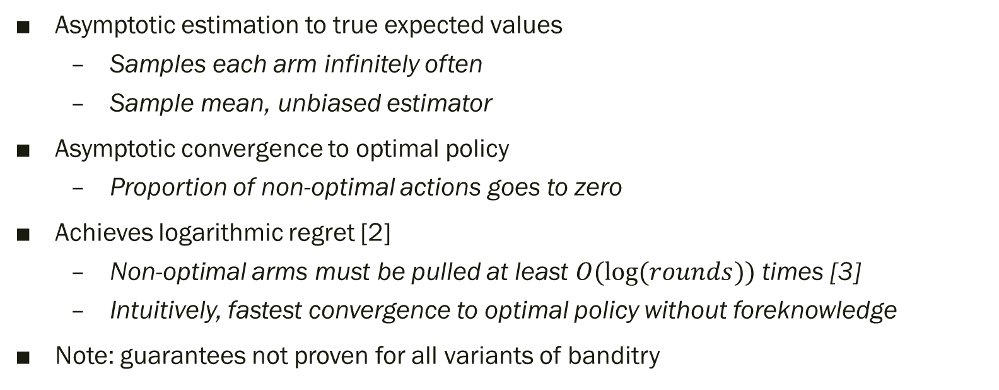 ■ Asymptotic estimation to true expected values
– Samples each arm infinitely often
– Sample mean, unbiased estimator
■ Asymptotic convergence to optimal policy
– Proportion of non-optimal actions goes to zero
■ Achieves logarithmic regret [2]
– Non-optimal arms must be pulled at least O(log(rounds)) times [3]
– Intuitively, fastest convergence to optimal policy without foreknowledge
■ Note: guarantees not proven for all variants of banditry